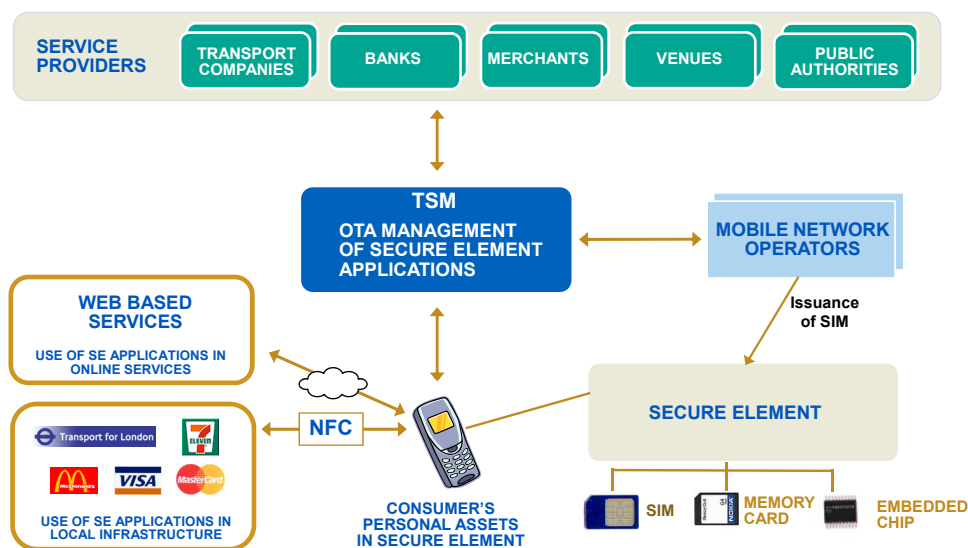 SERVICE
PROVIDERS
TRANSPORT
COMPANIES
BANKS
MERCHANTS
VENUES
PUBLIC
AUTHORITIES
TSM
OTA MANAGEMENT
OF SECURE ELEMENT
APPLICATIONS
MOBILE NETWORK
OPERATORS
Issuance
of SIM
WEB BASED
SERVICES
USE OF SE APPLICATIONS IN
ONLINE SERVICES
NFC
SECURE ELEMENT
Transport for London
7
ELEVEN
McDonald's
VISA
MasterCard
USE OF SE APPLICATIONS IN
LOCAL INFRASTRUCTURE
CONSUMER'S
PERSONAL ASSETS
IN SECURE ELEMENT
SIM
NOKIA
MEMORY
CARD
EMBEDDED
CHIP